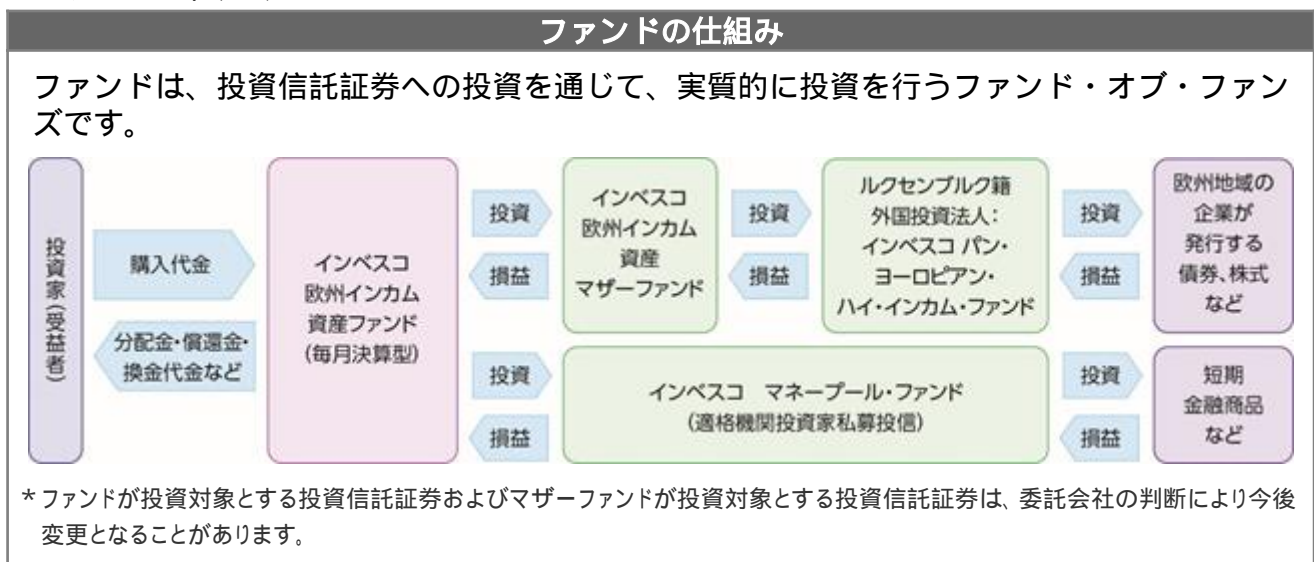 ファンドの仕組み
ファンドは、投資信託証券への投資を通じて、実質的に投資を行うファンド・オブ・ファン
ズです。
投資家(受益者)
購入代金
分配金・償還金・
換金代金など
インベスコ
欧州インカム
資産ファンド
(毎月決算型)
投資
損益
インベスコ
欧州インカム
資産
マザーファンド
投資
損益
ルクセンブルク籍
外国投資法人:
インベスコ パン・
ヨーロピアン・
ハイ・インカム・ファンド
投資
損益
欧州地域の
企業が
発行する
債券、株式
など
投資
損益
インベスコ マネープール・ファンド
(適格機関投資家私募投信)
投資
損益
短期
金融商品
など
*ファンドが投資対象とする投資信託証券およびマザーファンドが投資対象とする投資信託証券は、委託会社の判断により今後
変更となることがあります。